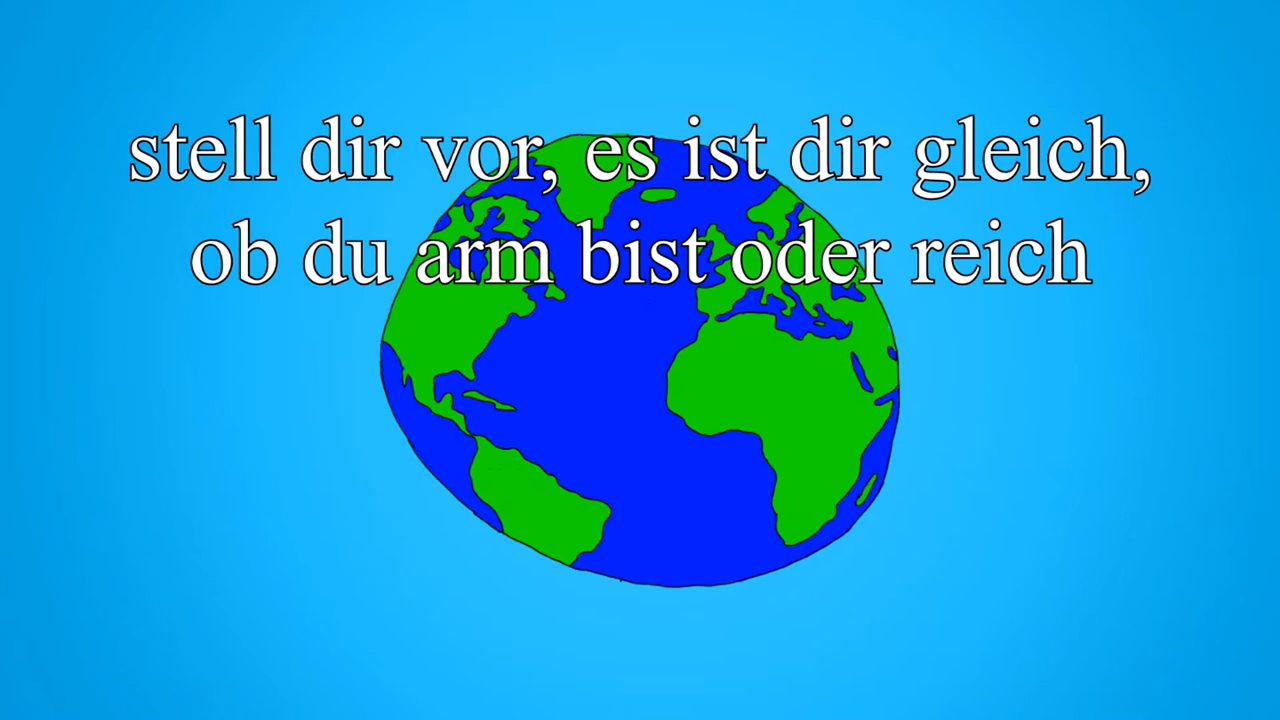 stell dir vor, es ist dir gleich,
ob du arm bist oder reich